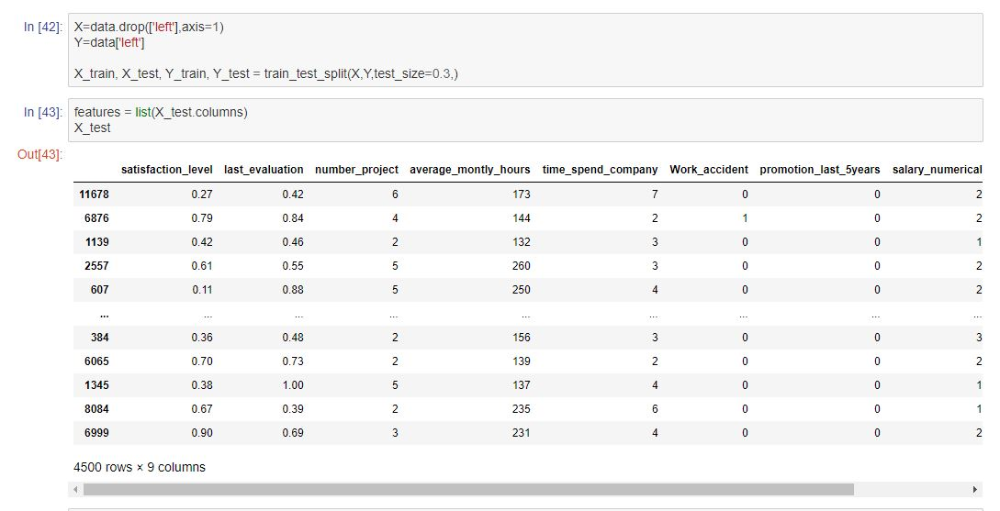 In [42]: X=data.drop(['left'],axis=1)
Y=data['left']
X_train, X_test, Y_train, Y_test = train_test_split(X,Y,test_size=0.3,)
In [43]: features = list(X_test.columns)
X_test
Out[43]:
satisfaction_level last_evaluation number_project average_montly_hours time_spend_company Work_accident promotion_last_5years salary_numerical
11678 0.27 0.42 6 173 7 0 0 2
6876 0.79 0.84 4 144 2 1 0 2
1139 0.42 0.46 2 132 3 0 0 1
2557 0.61 0.55 5 260 3 0 0 2
607 0.11 0.88 5 250 4 0 0 2
... ... ... ... ... ... ... ... ...
384 0.36 0.48 2 156 3 0 0 3
6065 0.70 0.73 2 139 2 0 0 2
1345 0.38 1.00 5 137 4 0 0 1
8084 0.67 0.39 2 235 6 0 0 1
6999 0.90 0.69 3 231 4 0 0 2
4500 rows × 9 columns